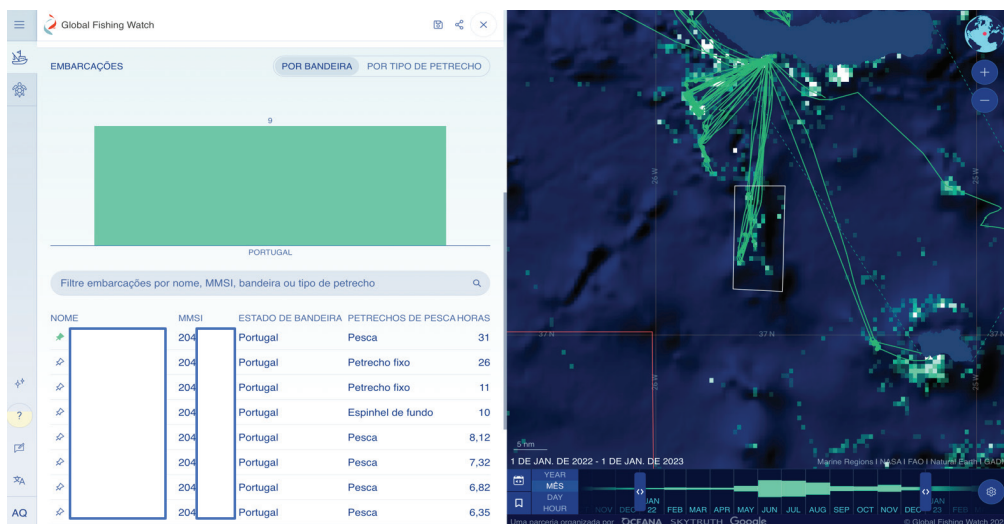 Global Fishing Watch
EMBARCAÇÕES
POR BANDEIRA POR TIPO DE PETRECHO
9
PORTUGAL
Filtre embarcações por nome, MMSI, bandeira ou tipo de petrecho
NOME MMSI ESTADO DE BANDEIRA PETRECHOS DE PESCA HORAS
204 Portugal Pesca 31
204 Portugal Petrecho fixo 26
204 Portugal Petrecho fixo 11
204 Portugal Espinhel de fundo 10
204 Portugal Pesca 8,12
204 Portugal Pesca 7,32
204 Portugal Pesca 6,82
204 Portugal Pesca 6,35
?
AQ
26 W
25 W
37 N
37 N
26 W
25 W
5 nm
1 DE JAN. DE 2022 - 1 DE JAN. DE 2023
Marine Regions | NASA | FAO | Natural Earth | GADM
YEAR
MÊS
DAY
HOUR
NOV DEC JAN 22 FEB MAR APR MAY JUN JUL AUG SEP OCT NOV DEC JAN 23 FEB
Uma parceria organizada por OCEANA SKYTRUTH Google
© Global Fishing Watch